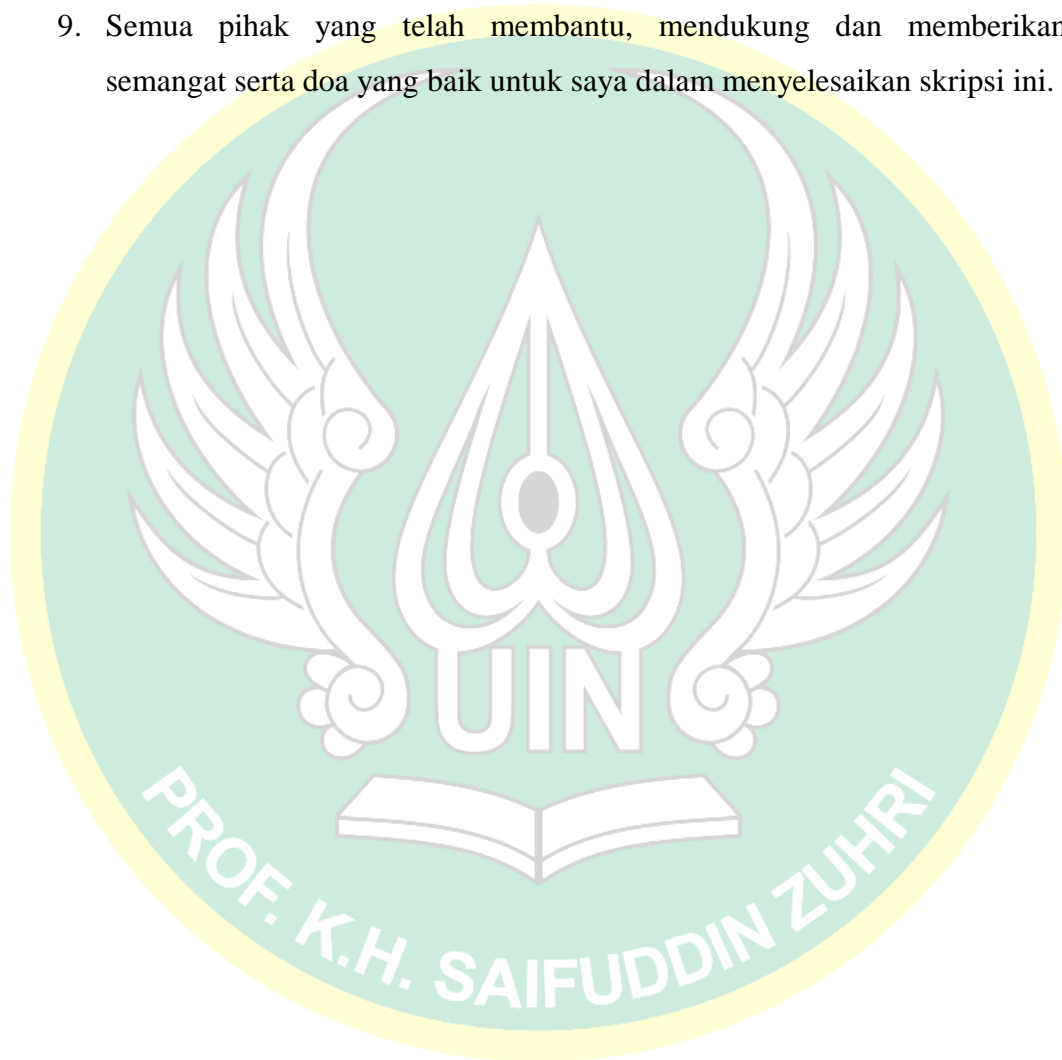 9. Semua pihak yang telah membantu, mendukung dan memberikan
semangat serta doa yang baik untuk saya dalam menyelesaikan skripsi ini.
UIN
PROF. K.H. SAIFUDDIN ZUHRI